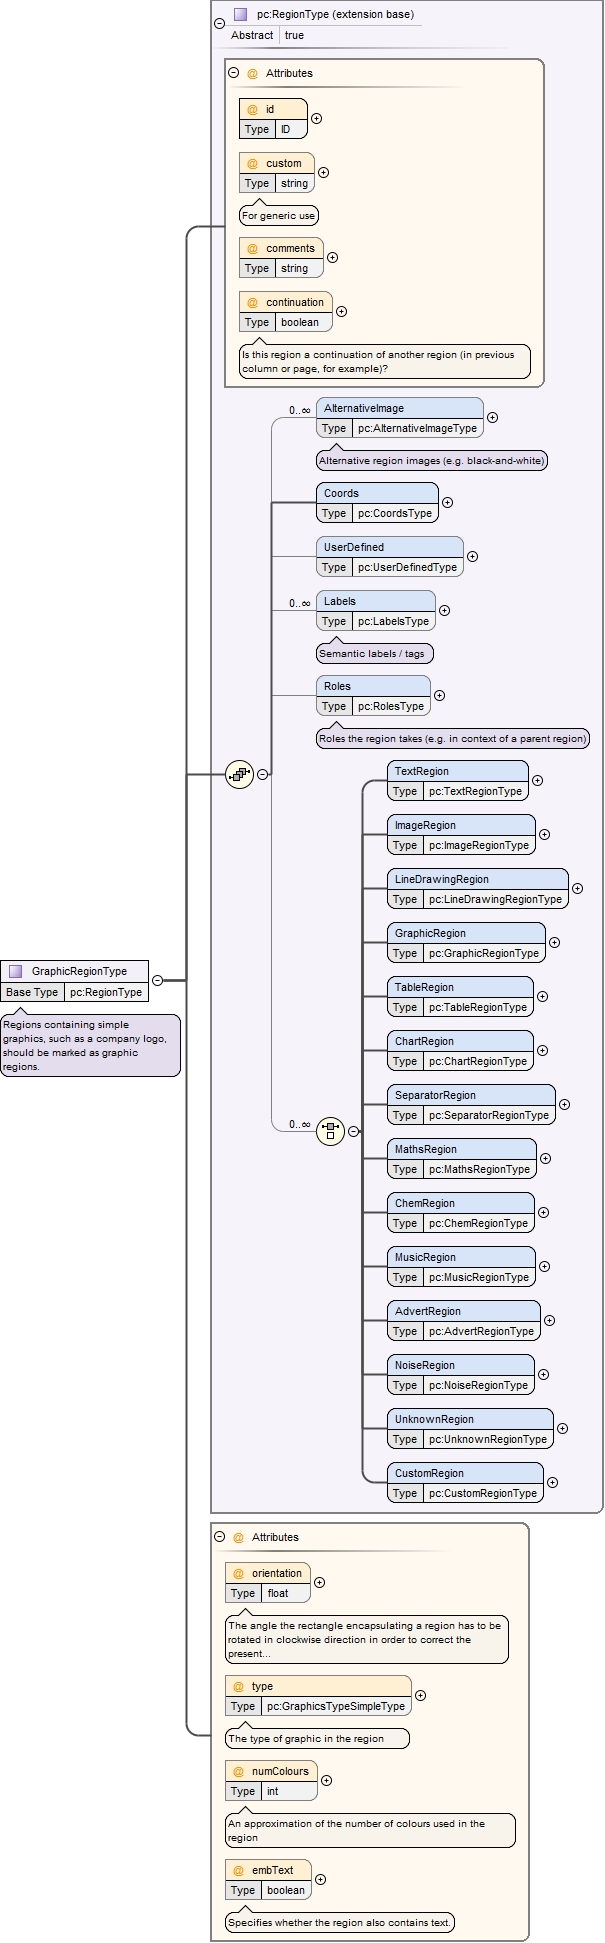 pc:RegionType (extension base)
Abstract true
@ Attributes
@ id
Type ID
@ custom
Type string
For generic use
@ comments
Type string
@ continuation
Type boolean
Is this region a continuation of another region (in previous
column or page, for example)?
0..∞ AlternativeImage
Type pc:AlternativeImageType
Alternative region images (e.g. black-and-white)
Coords
Type pc:CoordsType
UserDefined
Type pc:UserDefinedType
0..∞ Labels
Type pc:LabelsType
Semantic labels / tags
Roles
Type pc:RolesType
Roles the region takes (e.g. in context of a parent region)
TextRegion
Type pc:TextRegionType
ImageRegion
Type pc:ImageRegionType
LineDrawingRegion
Type pc:LineDrawingRegionType
GraphicRegion
Type pc:GraphicRegionType
GraphicRegionType
Base Type pc:RegionType
Regions containing simple
graphics, such as a company logo,
should be marked as graphic
regions.
TableRegion
Type pc:TableRegionType
ChartRegion
Type pc:ChartRegionType
SeparatorRegion
Type pc:SeparatorRegionType
0..∞
MathsRegion
Type pc:MathsRegionType
ChemRegion
Type pc:ChemRegionType
MusicRegion
Type pc:MusicRegionType
AdvertRegion
Type pc:AdvertRegionType
NoiseRegion
Type pc:NoiseRegionType
UnknownRegion
Type pc:UnknownRegionType
CustomRegion
Type pc:CustomRegionType
@ Attributes
@ orientation
Type float
The angle the rectangle encapsulating a region has to be
rotated in clockwise direction in order to correct the
present...
@ type
Type pc:GraphicsTypeSimpleType
The type of graphic in the region
@ numColours
Type int
An approximation of the number of colours used in the
region
@ embText
Type boolean
Specifies whether the region also contains text.